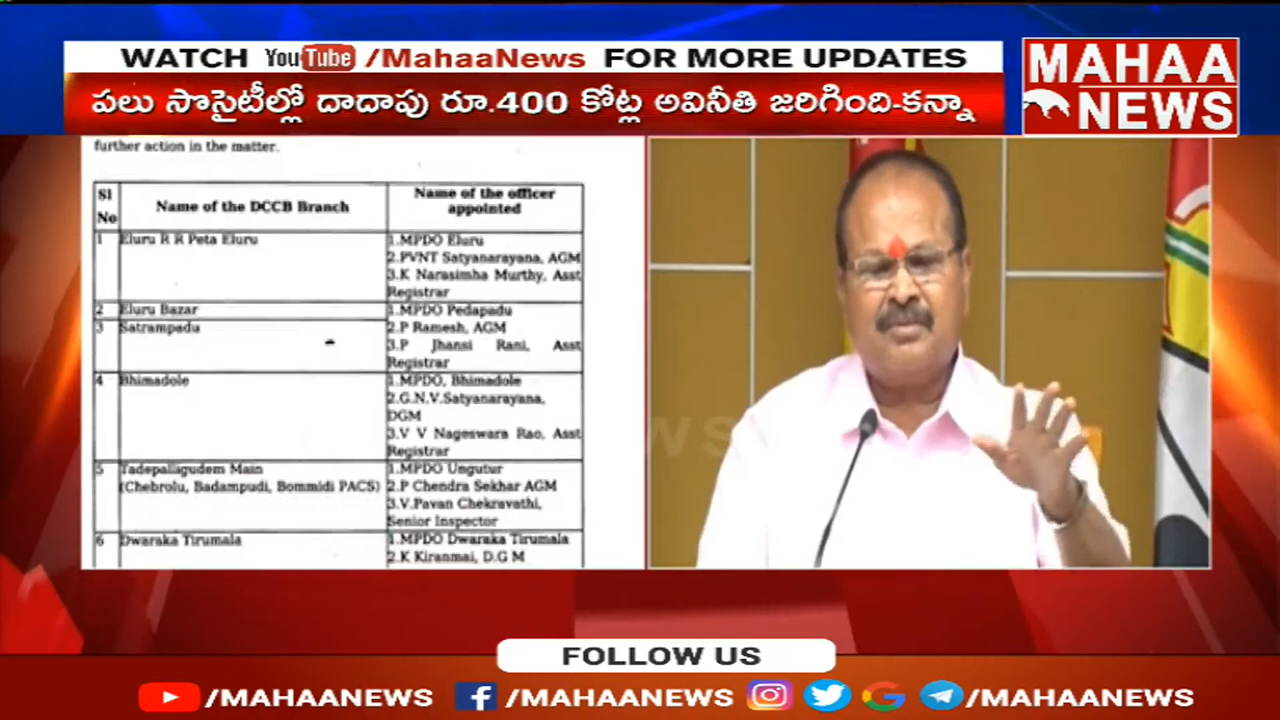 WATCH YouTube /MahaaNews FOR MORE UPDATES
MAHAA
NEWS
పలు సొసైటీల్లో దాదాపు రూ.400 కోట్ల అవినీతి జరిగింది-కన్నా
further action in the matter.
Sl No
Name of the DCCB Branch
Name of the officer appointed
1
Eluru R R Peta Eluru
1.MPDO Eluru
2.PVNT Satyanarayana, AGM
3.K Narasimha Murthy, Asst
Registrar
2
Eluru Bazar
1.MPDO Pedapadu
3
Satrampadu
2.P Ramesh, AGM
3.P Jhansi Rani, Asst
Registrar
4
Bhimadole
1.MPDO, Bhimadole
2.G.N.V.Satyanarayana,
DGM
3.V V Nageswara Rao, Asst
Registrar
5
Tadepalligudem Main
(Chebrolu, Badampudi, Bommidi PACS)
1.MPDO Ungutur
2.P Chendra Sekhar AGM
3.V.Pavan Chekravathi,
Senior Inspector
6
Dwaraka Tirumala
1.MPDO Dwaraka Tirumala
2.K Kiranmai, D.G M
FOLLOW US
/MAHAANEWS /MAHAANEWS /MAHAANEWS